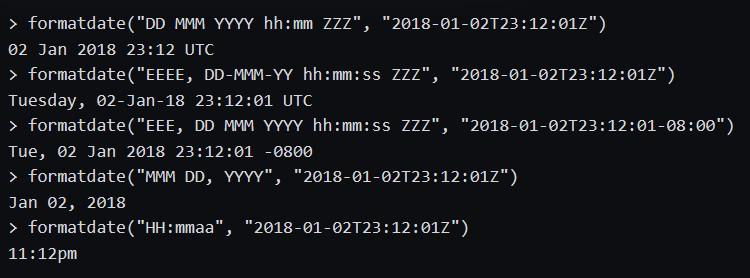 > formatdate("DD MMM YYYY hh:mm ZZZ", "2018-01-02T23:12:01Z")
02 Jan 2018 23:12 UTC
> formatdate("EEEE, DD-MMM-YY hh:mm:ss ZZZ", "2018-01-02T23:12:01Z")
Tuesday, 02-Jan-18 23:12:01 UTC
> formatdate("EEE, DD MMM YYYY hh:mm:ss ZZZ", "2018-01-02T23:12:01-08:00")
Tue, 02 Jan 2018 23:12:01 -0800
> formatdate("MMM DD, YYYY", "2018-01-02T23:12:01Z")
Jan 02, 2018
> formatdate("HH:mmaa", "2018-01-02T23:12:01Z")
11:12pm